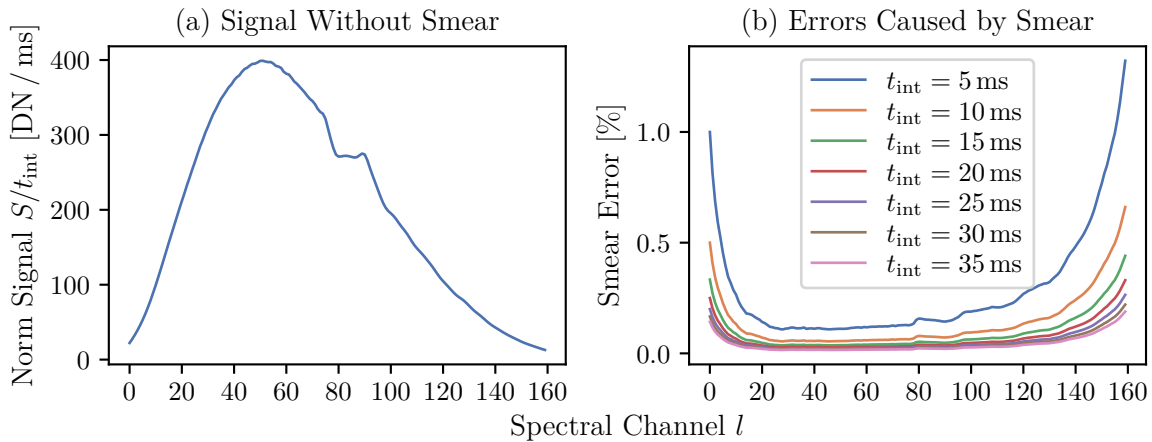 (a) Signal Without Smear
Norm Signal S/t_int [DN / ms]
400
300
200
100
0
0 20 40 60 80 100 120 140 160
(b) Errors Caused by Smear
Smear Error [%]
1.0
0.5
0.0
t_int = 5 ms
t_int = 10 ms
t_int = 15 ms
t_int = 20 ms
t_int = 25 ms
t_int = 30 ms
t_int = 35 ms
0 20 40 60 80 100 120 140 160
Spectral Channel l